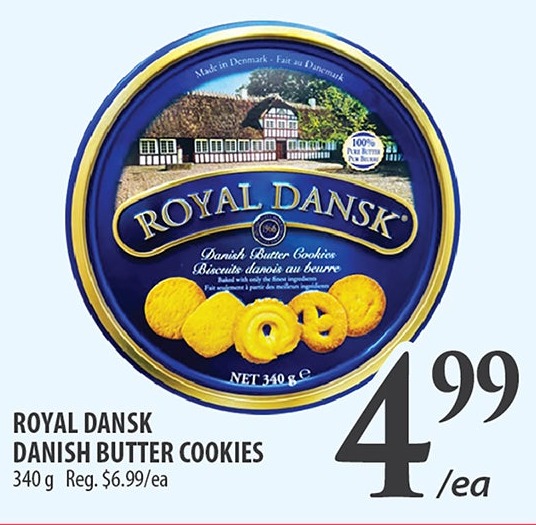 Made in Denmark - Fait au Danemark
100%
PURE BUTTER
PUR BEURRE
ROYAL DANSK®
1966
Danish Butter Cookies
Biscuits danois au beurre
Baked with only the finest ingredients
Fait seulement à partir des meilleurs ingrédients
NET 340 g ℮
4.99
/ea
ROYAL DANSK
DANISH BUTTER COOKIES
340 g Reg. $6.99/ea